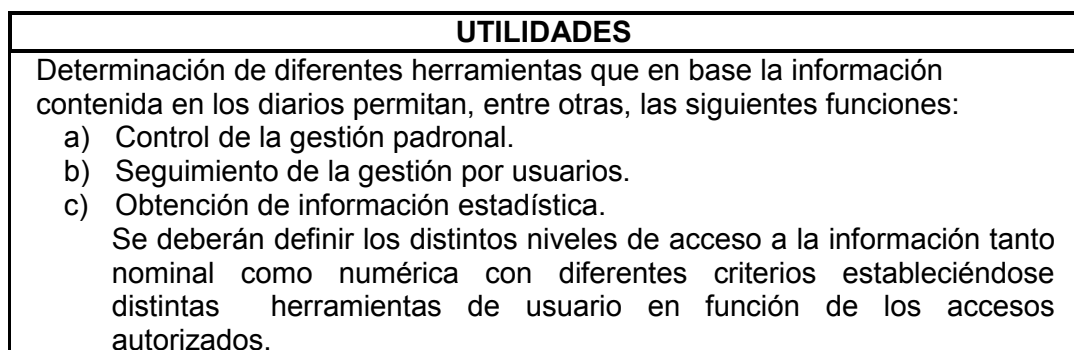 UTILIDADES
Determinación de diferentes herramientas que en base la información
contenida en los diarios permitan, entre otras, las siguientes funciones:
a) Control de la gestión padronal.
b) Seguimiento de la gestión por usuarios.
c) Obtención de información estadística.
Se deberán definir los distintos niveles de acceso a la información tanto
nominal como numérica con diferentes criterios estableciéndose
distintas herramientas de usuario en función de los accesos
autorizados.